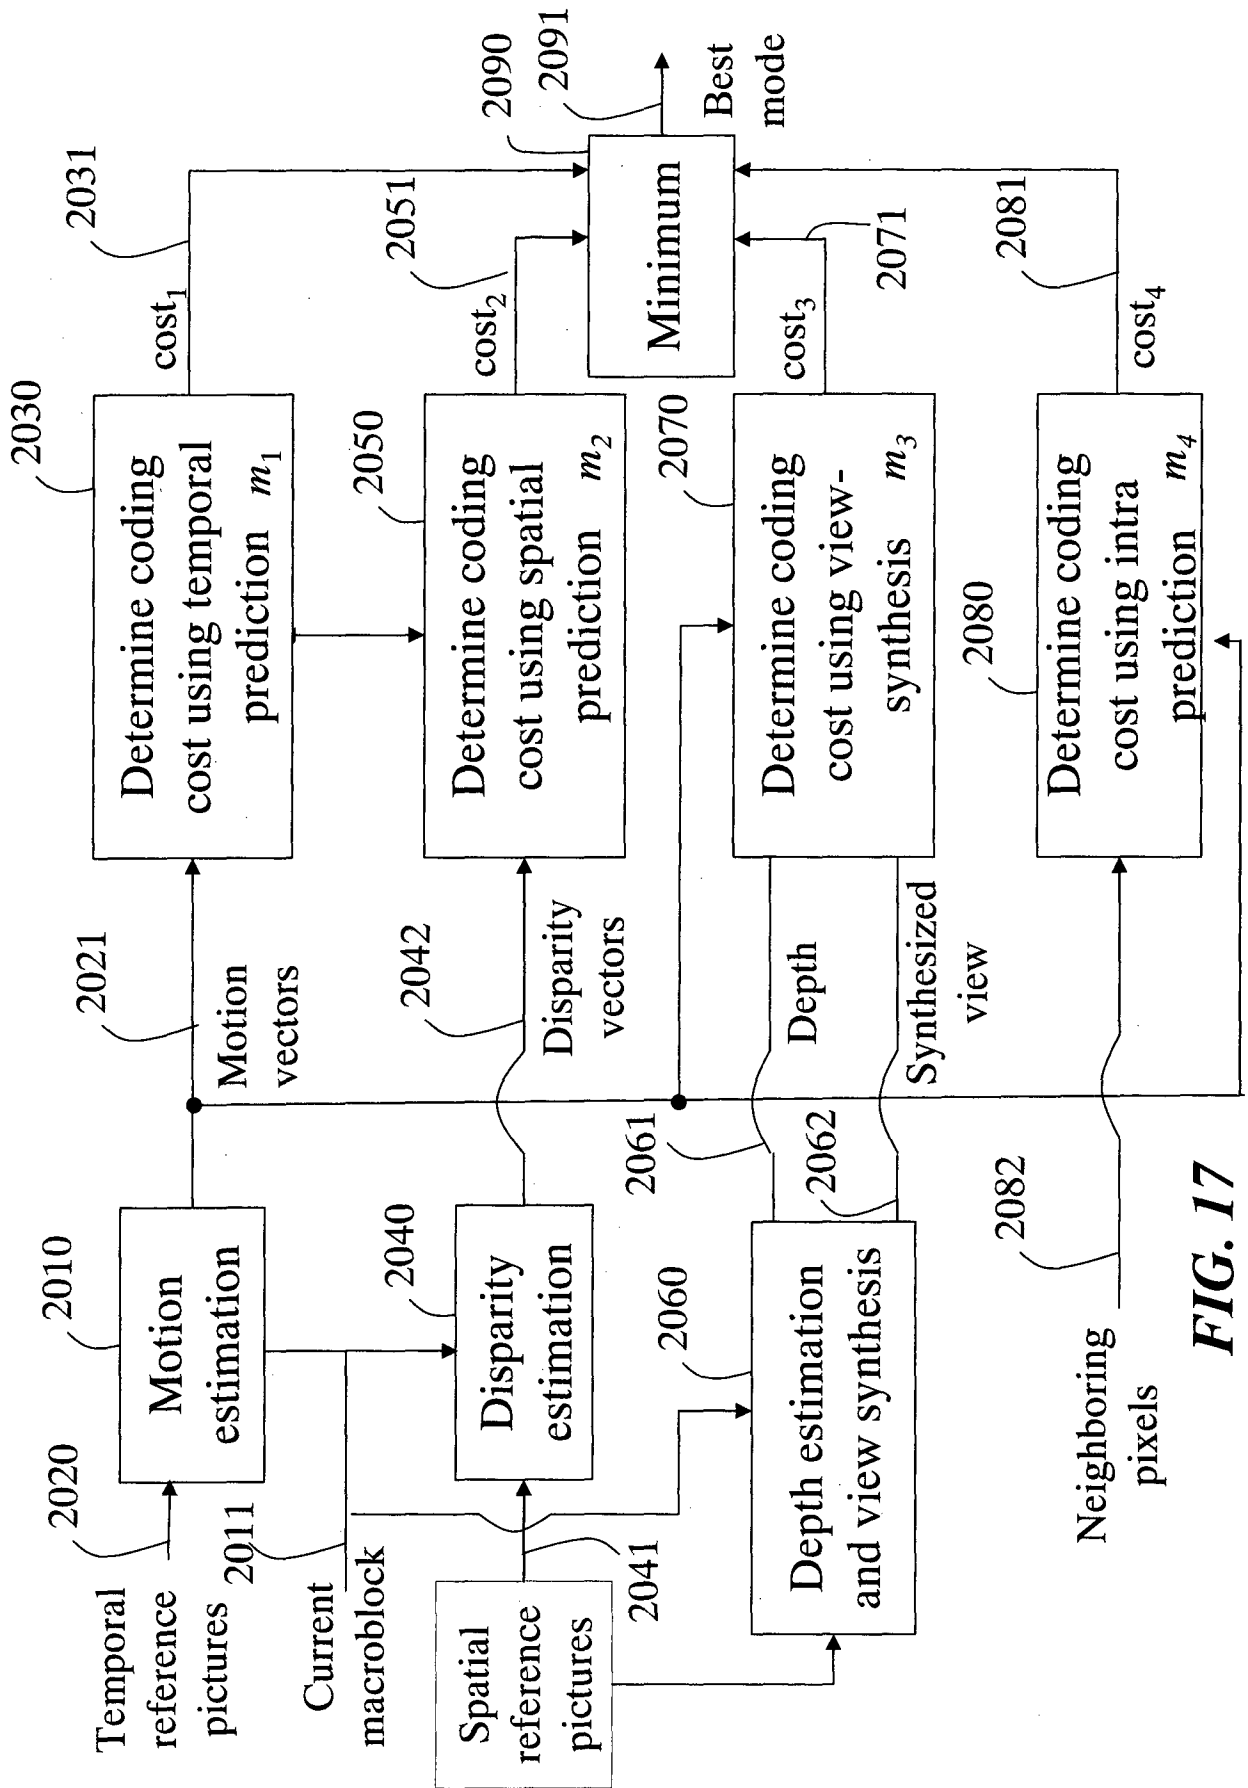 2010
2020
Temporal
reference
pictures
Motion
estimation
2021
Motion
vectors
2030
Determine coding
cost using temporal
prediction m1
cost1
2031
2011
Current
macroblock
2040
Disparity
estimation
2042
Disparity
vectors
2050
Determine coding
cost using spatial
prediction m2
cost2
2051
2090
Minimum
2091
Best
mode
Spatial
reference
pictures
2041
2060
Depth estimation
and view synthesis
2061
Depth
2062
Synthesized
view
2070
Determine coding
cost using view-
synthesis m3
cost3
2071
Neighboring
pixels
2082
2080
Determine coding
cost using intra
prediction m4
cost4
2081
FIG. 17